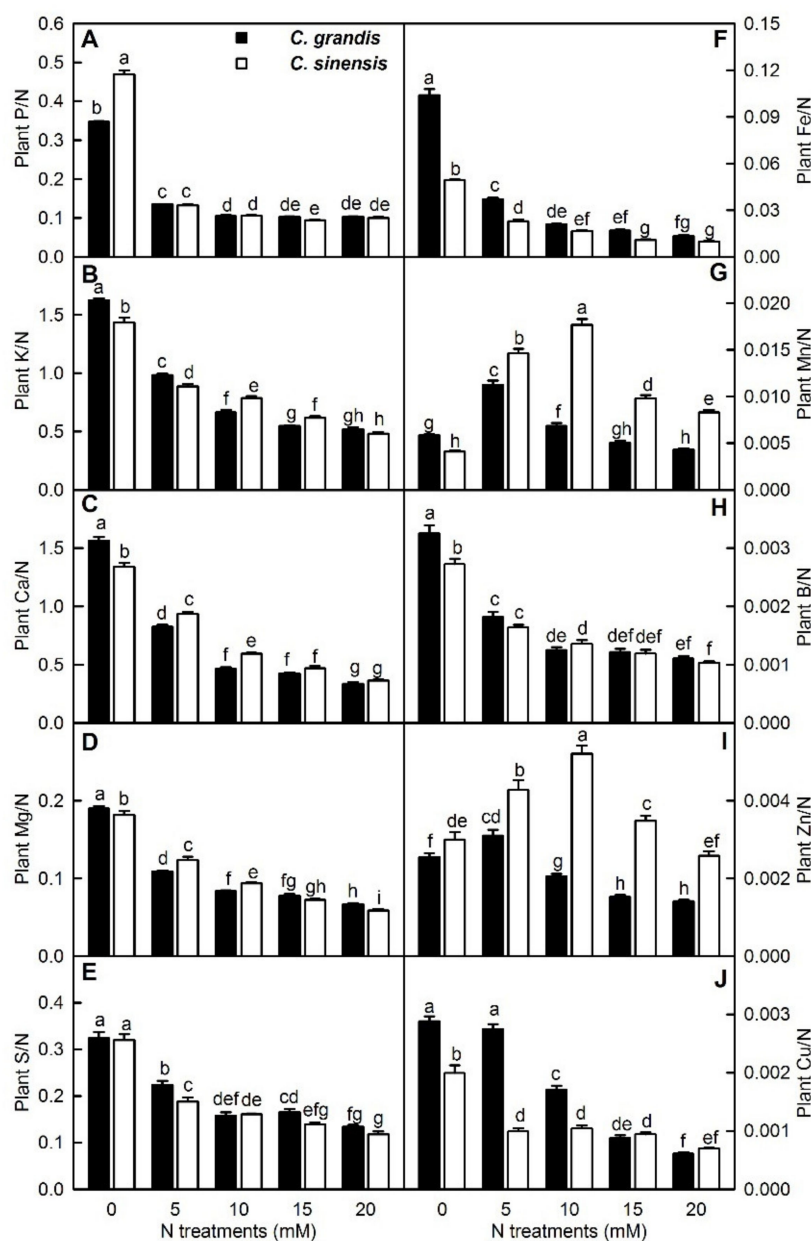 A
C. grandis
C. sinensis
F
Plant P/N
0.6
0.5
0.4
0.3
0.2
0.1
0.0
b a c c d d de e de de
a b c d de ef ef g fg g
0.15
0.12
0.09
0.06
0.03
0.00
Plant Fe/N
B
Plant K/N
1.5
1.0
0.5
0.0
a b c d f e g f gh h
G
g h c b f a gh d h e
0.020
0.015
0.010
0.005
0.000
Plant Mn/N
C
Plant Ca/N
1.5
1.0
0.5
0.0
a b d c f e f f g g
H
a b c c de d def def ef f
0.003
0.002
0.001
0.000
Plant B/N
D
Plant Mg/N
0.2
0.1
0.0
a b d c f e fg gh h i
I
f de cd b g a h c h ef
0.004
0.002
0.000
Plant Zn/N
E
Plant S/N
0.4
0.3
0.2
0.1
0.0
a a b c def de cd efg fg g
J
a b a d c d de d f ef
0.003
0.002
0.001
0.000
Plant Cu/N
0 5 10 15 20
0 5 10 15 20
N treatments (mM)
N treatments (mM)